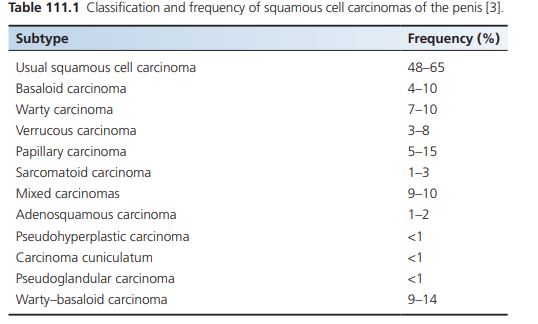 Table 111.1 Classification and frequency of squamous cell carcinomas of the penis [3].
Subtype Frequency (%)
Usual squamous cell carcinoma 48–65
Basaloid carcinoma 4–10
Warty carcinoma 7–10
Verrucous carcinoma 3–8
Papillary carcinoma 5–15
Sarcomatoid carcinoma 1–3
Mixed carcinomas 9–10
Adenosquamous carcinoma 1–2
Pseudohyperplastic carcinoma <1
Carcinoma cuniculatum <1
Pseudoglandular carcinoma <1
Warty–basaloid carcinoma 9–14